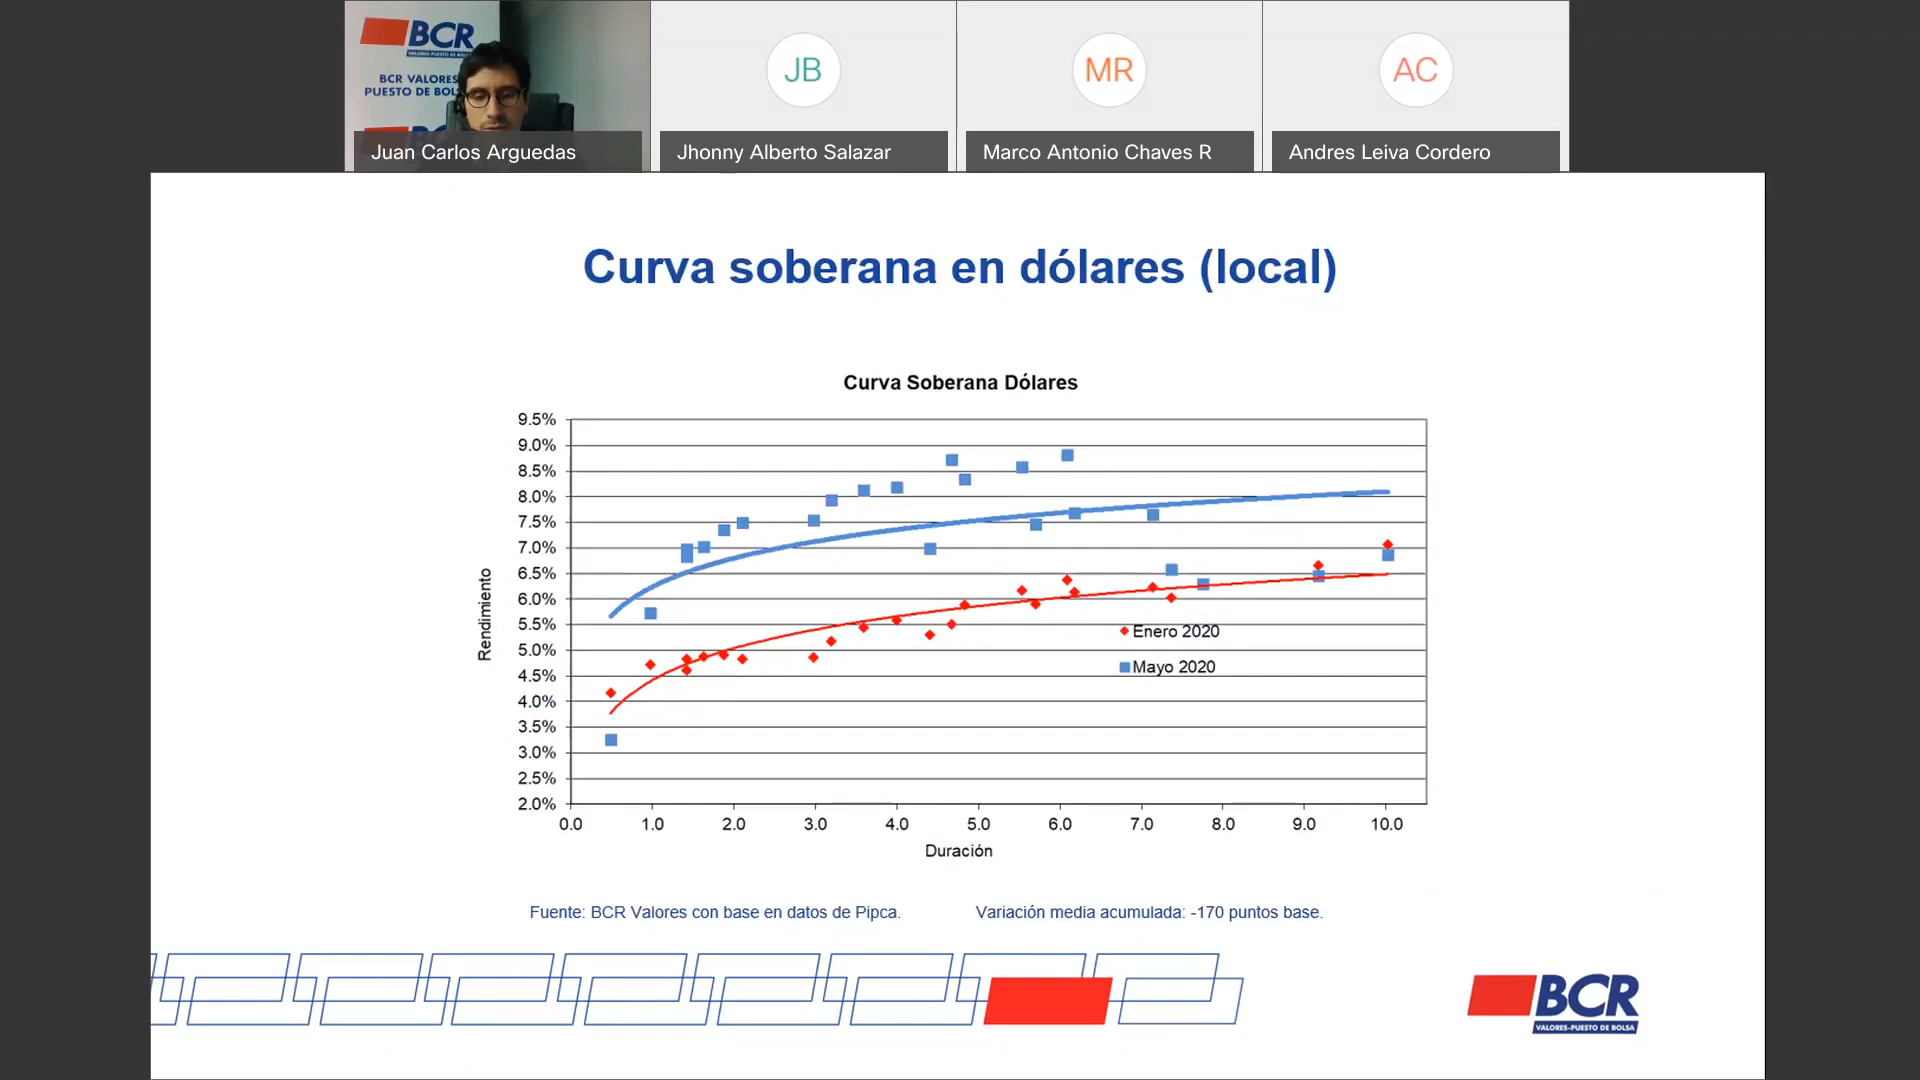 BCR
VALORES-PUESTO DE BOLSA
BCR VALORES
PUESTO DE BOL
JB
MR
AC
Juan Carlos Arguedas
Jhonny Alberto Salazar
Marco Antonio Chaves R
Andres Leiva Cordero
Curva soberana en dólares (local)
Curva Soberana Dólares
9.5%
9.0%
8.5%
8.0%
7.5%
7.0%
6.5%
6.0%
5.5%
5.0%
4.5%
4.0%
3.5%
3.0%
2.5%
2.0%
Rendimiento
Enero 2020
Mayo 2020
0.0 1.0 2.0 3.0 4.0 5.0 6.0 7.0 8.0 9.0 10.0
Duración
Fuente: BCR Valores con base en datos de Pipca.
Variación media acumulada: -170 puntos base.
BCR
VALORES-PUESTO DE BOLSA